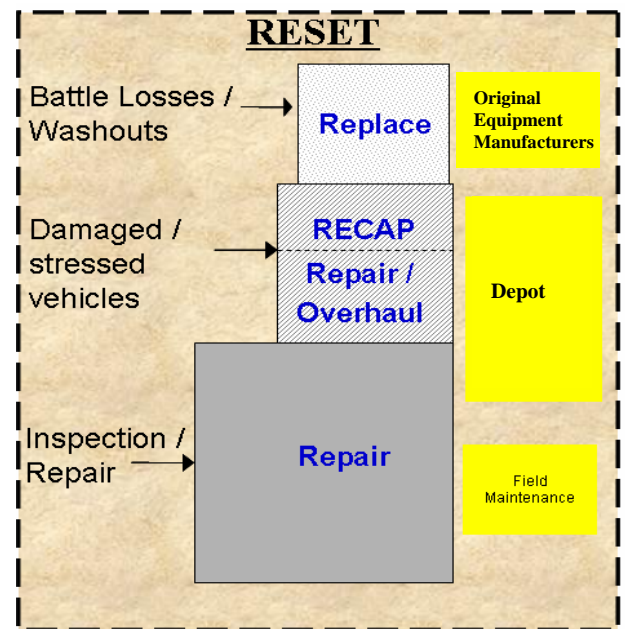 RESET
Battle Losses /
Washouts
Replace
Original
Equipment
Manufacturers
Damaged /
stressed
vehicles
RECAP
Repair /
Overhaul
Depot
Inspection /
Repair
Repair
Field
Maintenance